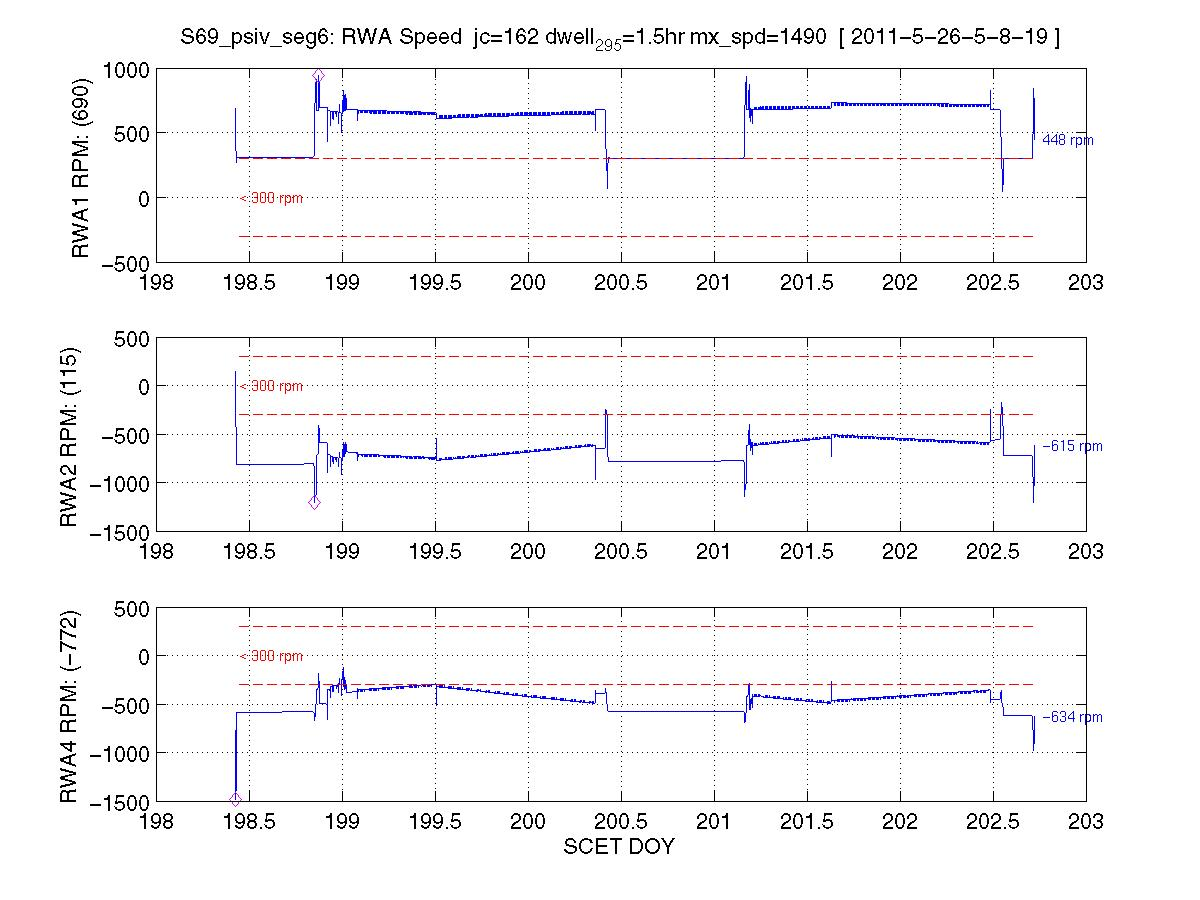 S69_psiv_seg6: RWA Speed jc=162 dwell295=1.5hr mx_spd=1490 [ 2011−5−26−5−8−19 ]
RWA1 RPM: (690)
1000
500
0
−500
< 300 rpm
448 rpm
198 198.5 199 199.5 200 200.5 201 201.5 202 202.5 203
RWA2 RPM: (115)
500
0
−500
−1000
−1500
< 300 rpm
−615 rpm
198 198.5 199 199.5 200 200.5 201 201.5 202 202.5 203
RWA4 RPM: (−772)
500
0
−500
−1000
−1500
< 300 rpm
−634 rpm
198 198.5 199 199.5 200 200.5 201 201.5 202 202.5 203
SCET DOY